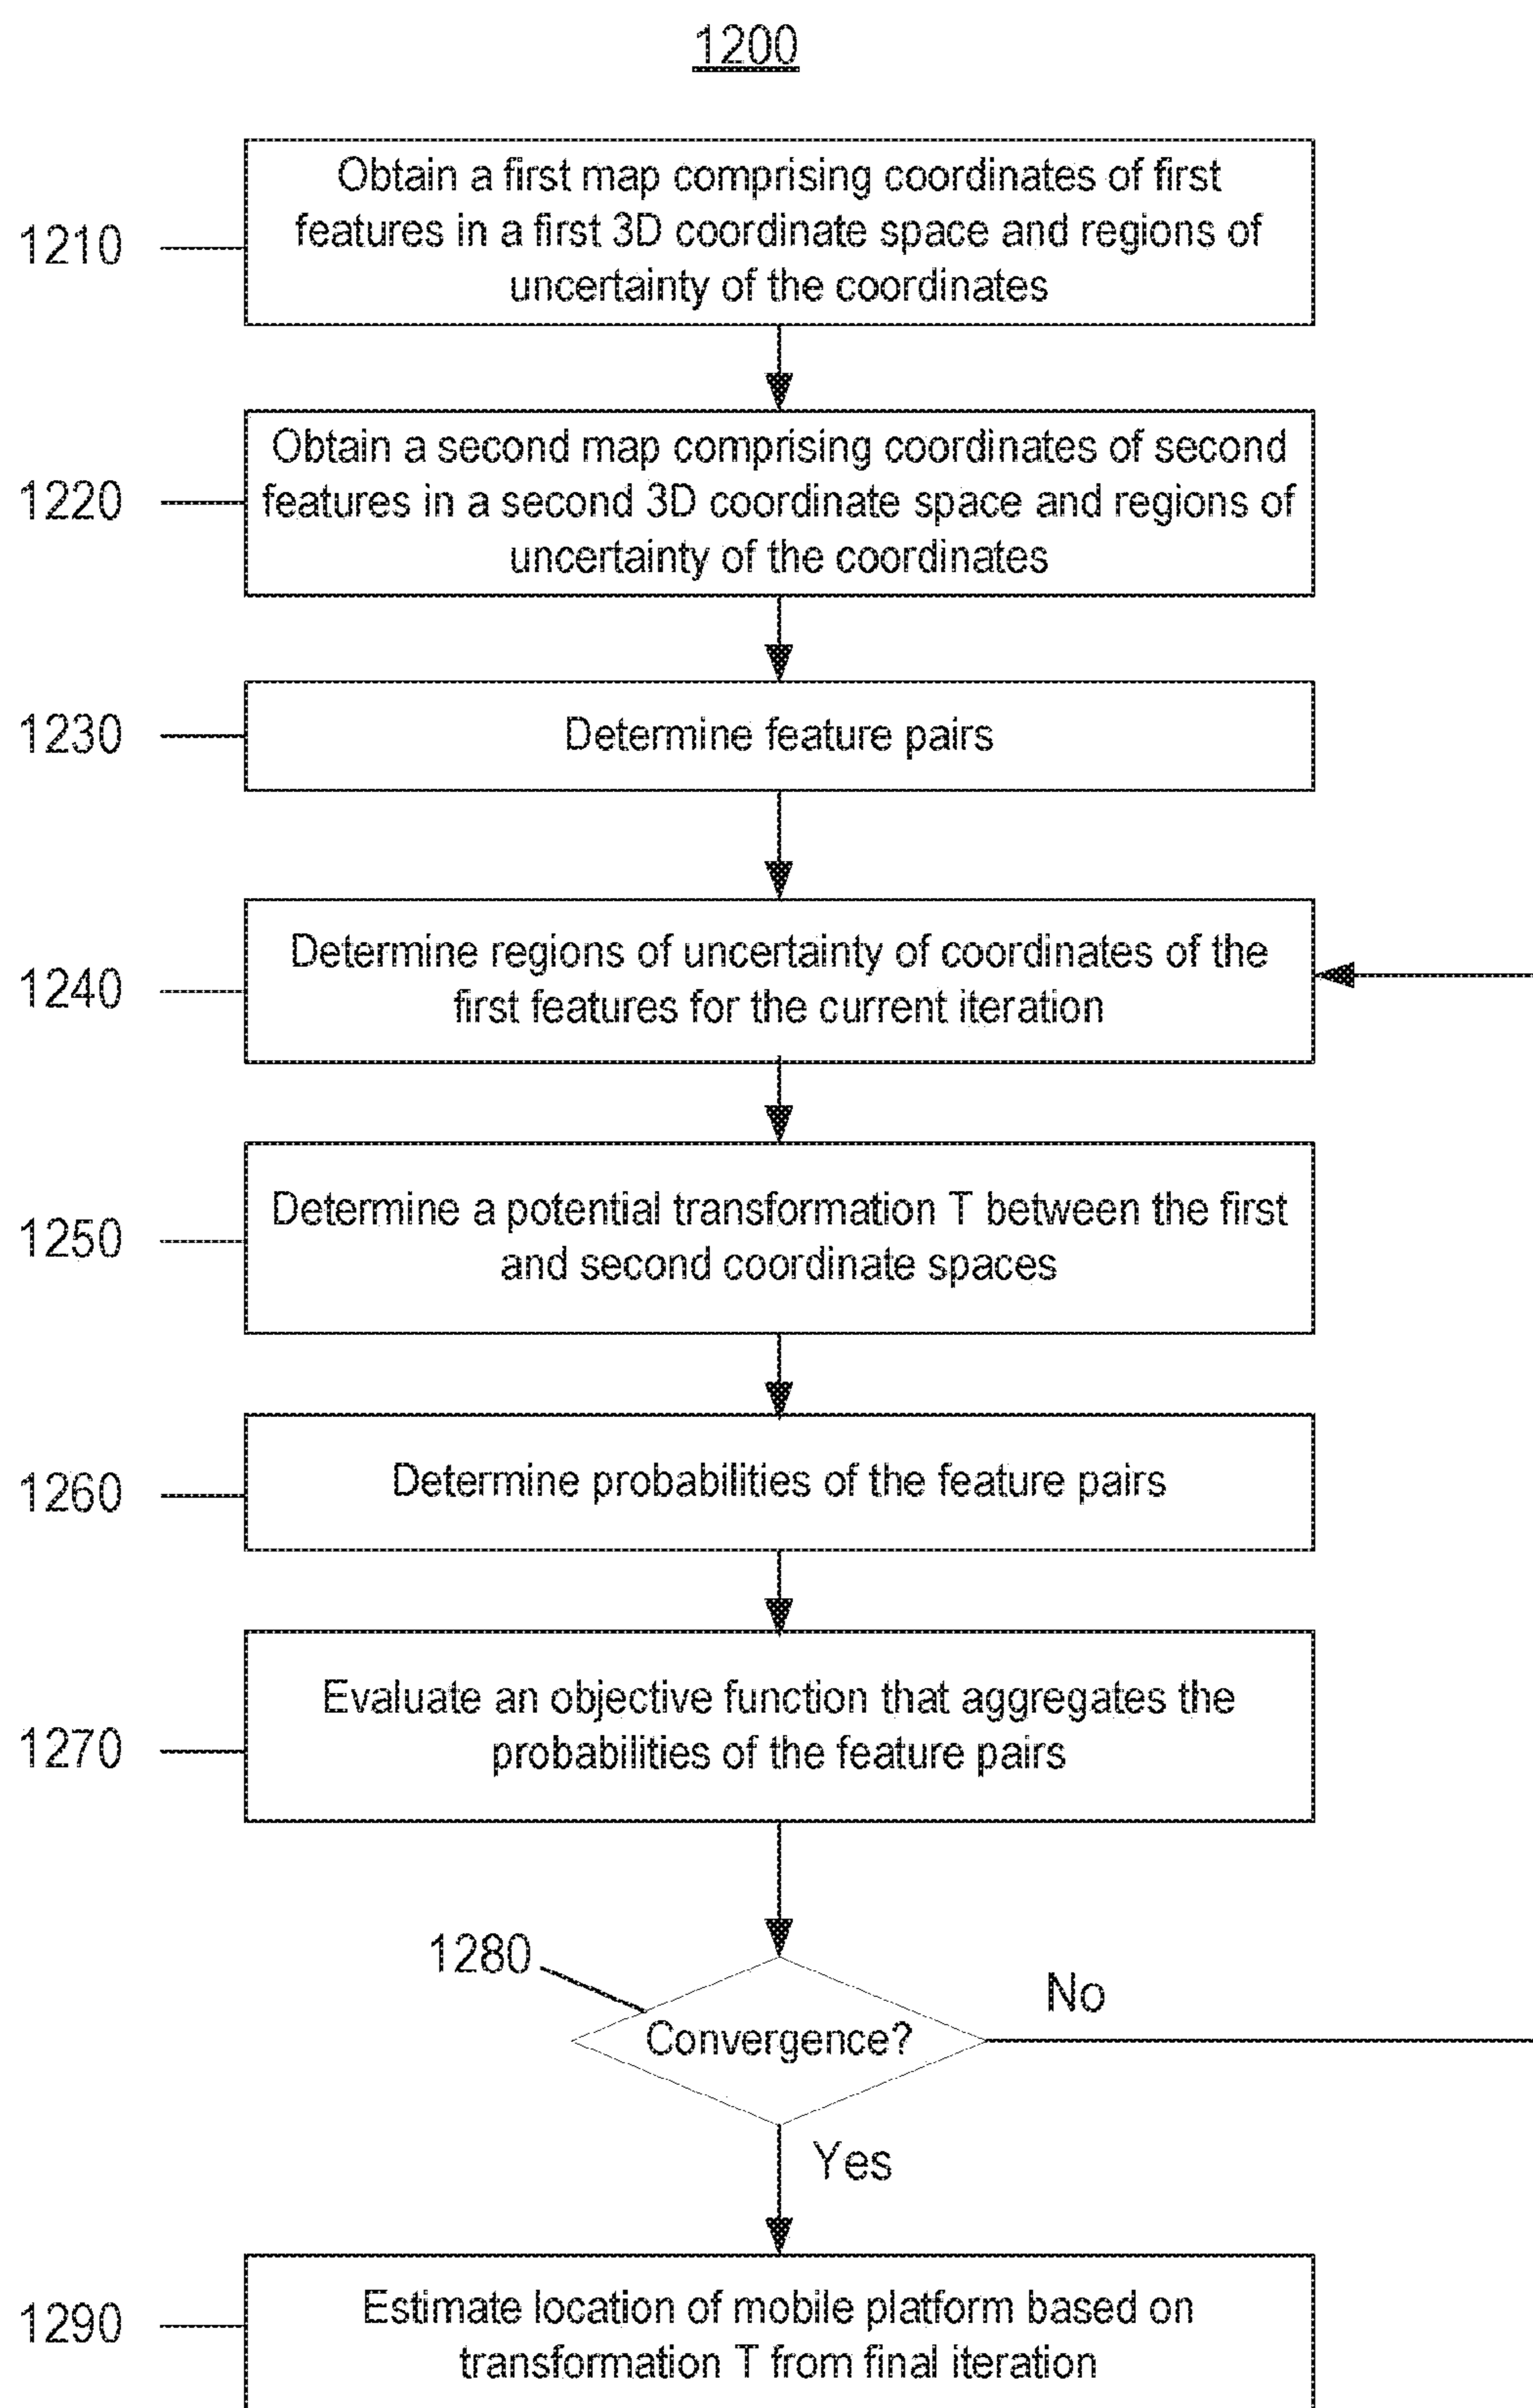 1200
1210
Obtain a first map comprising coordinates of first
features in a first 3D coordinate space and regions of
uncertainty of the coordinates
1220
Obtain a second map comprising coordinates of second
features in a second 3D coordinate space and regions of
uncertainty of the coordinates
1230
Determine feature pairs
1240
Determine regions of uncertainty of coordinates of the
first features for the current iteration
1250
Determine a potential transformation T between the first
and second coordinate spaces
1260
Determine probabilities of the feature pairs
1270
Evaluate an objective function that aggregates the
probabilities of the feature pairs
1280
Convergence?
No
Yes
1290
Estimate location of mobile platform based on
transformation T from final iteration